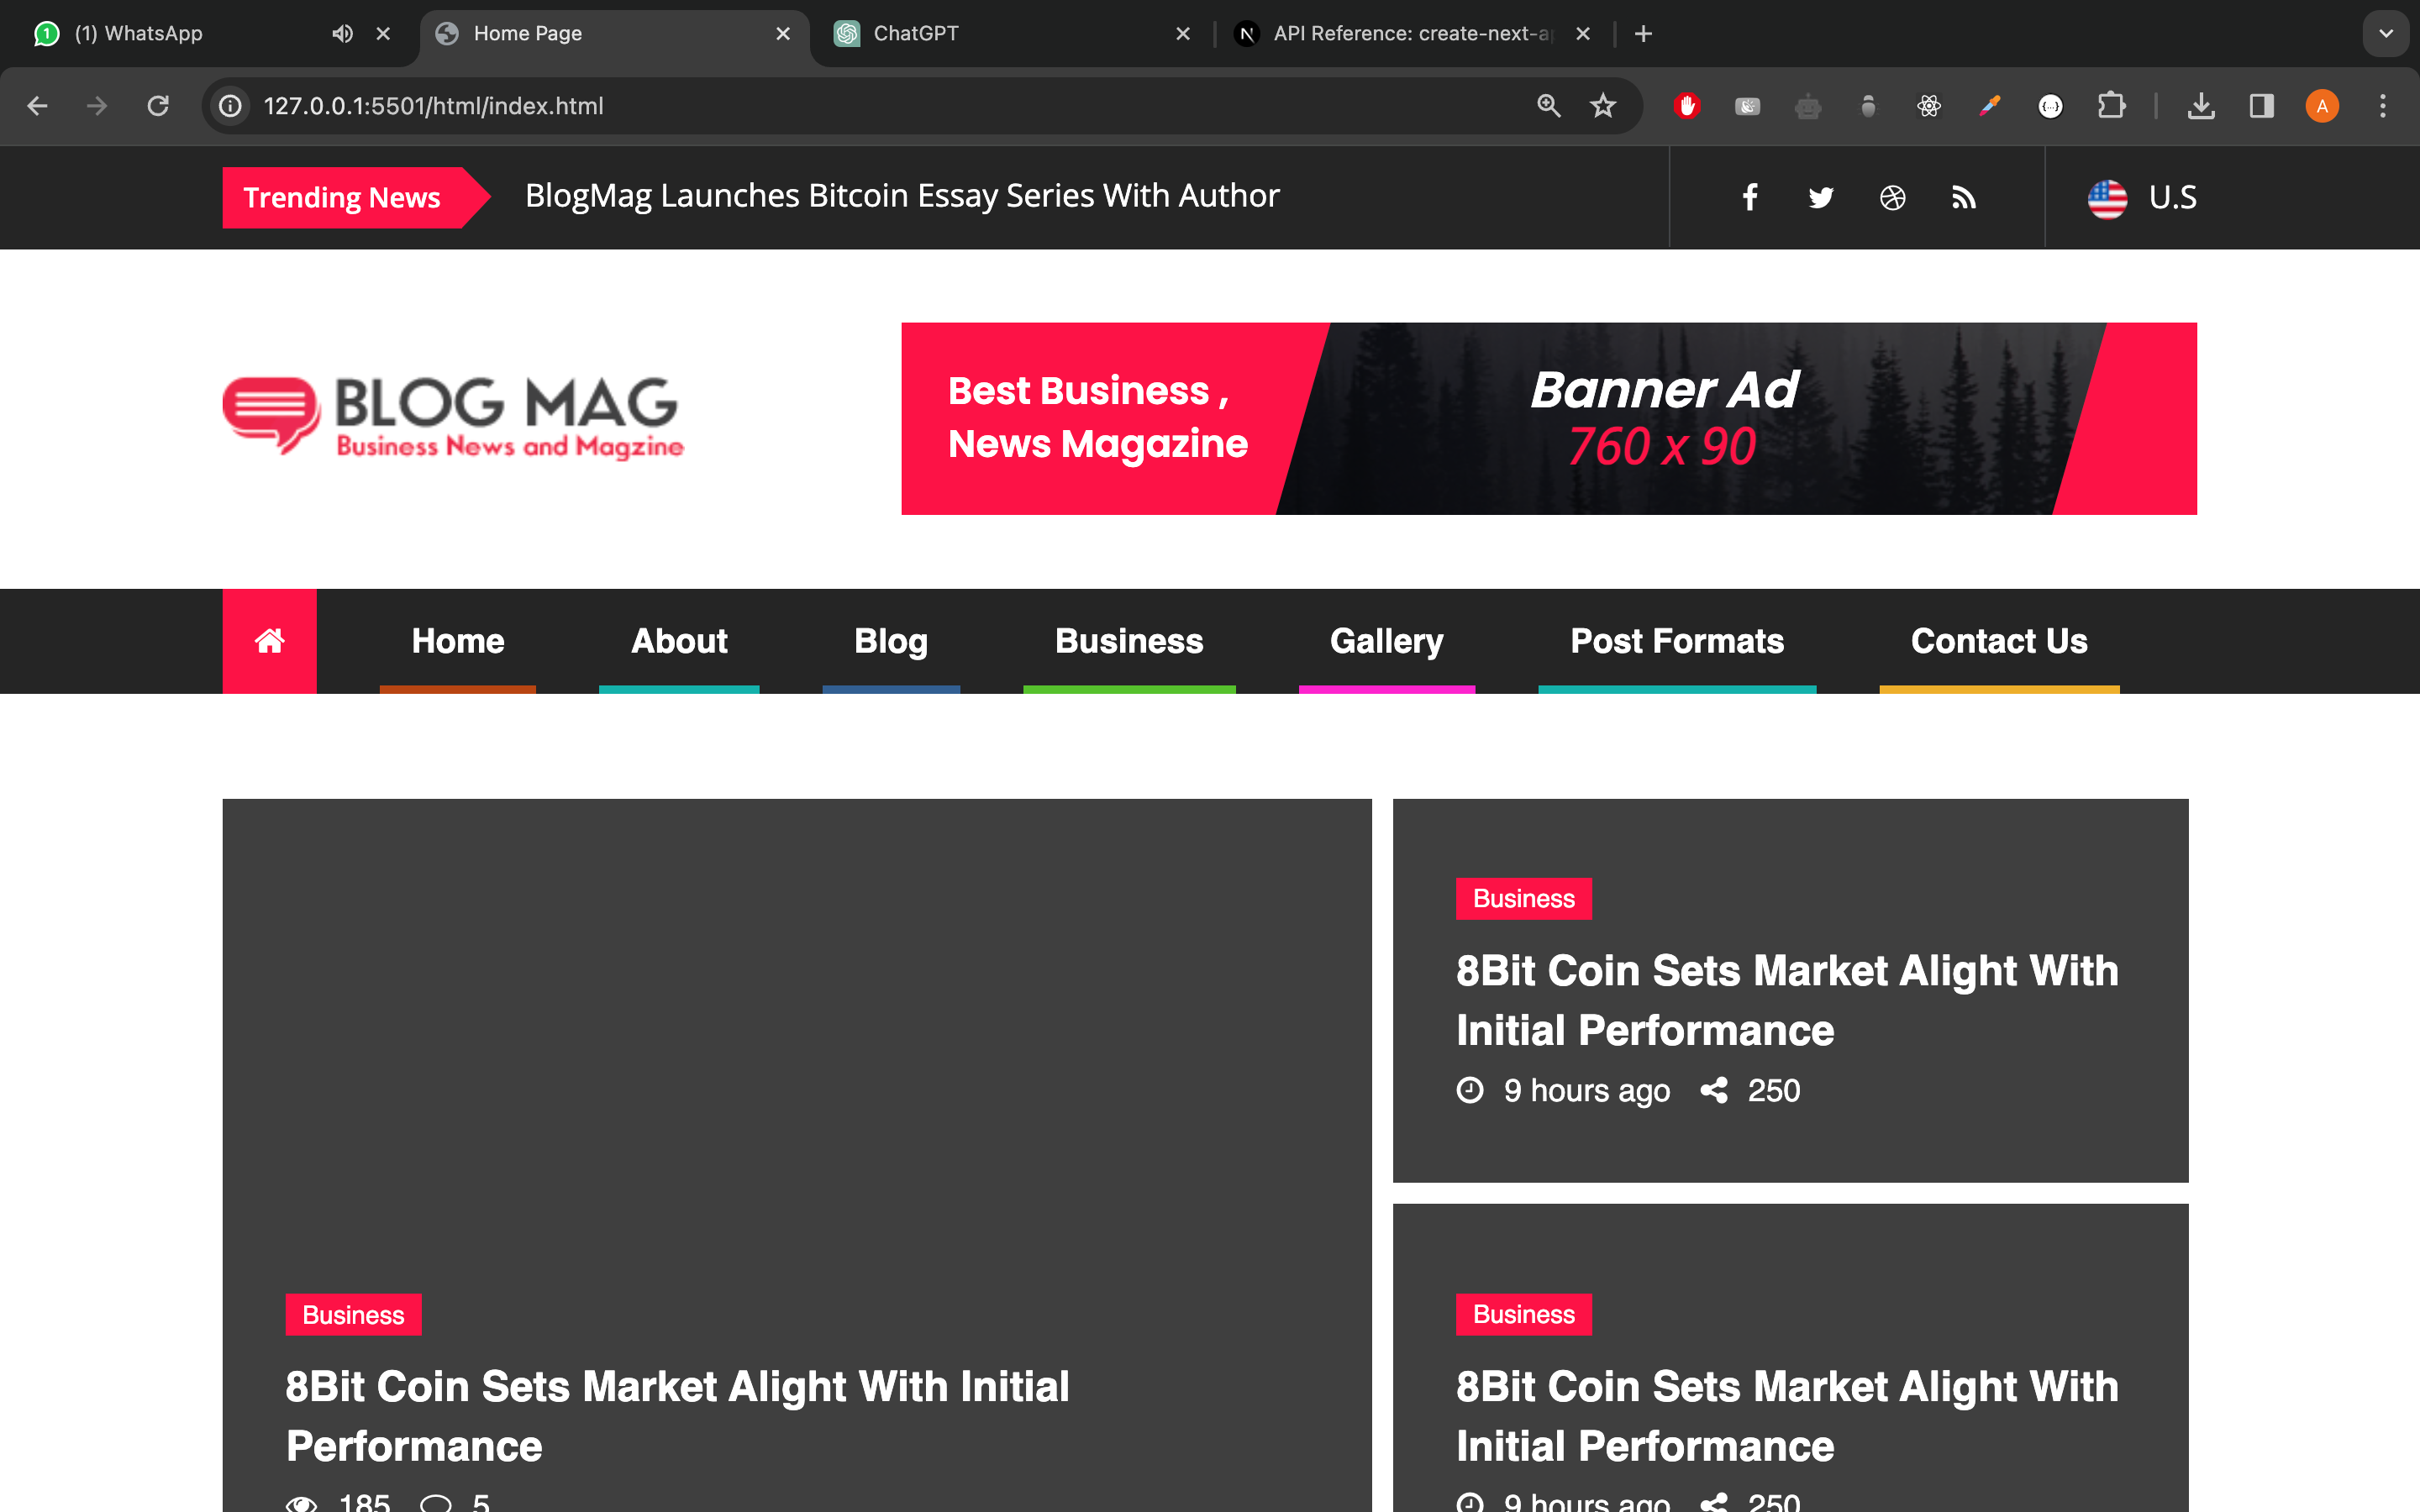 (1) WhatsApp
Home Page
ChatGPT
API Reference: create-next-a
127.0.0.1:5501/html/index.html
A
Trending News
BlogMag Launches Bitcoin Essay Series With Author
U.S
BLOG MAG
Business News and Magzine
Best Business ,
News Magazine
Banner Ad
760 x 90
Home
About
Blog
Business
Gallery
Post Formats
Contact Us
Business
8Bit Coin Sets Market Alight With
Initial Performance
9 hours ago 250
Business
8Bit Coin Sets Market Alight With Initial
Performance
185 5
Business
8Bit Coin Sets Market Alight With
Initial Performance
9 hours ago 250